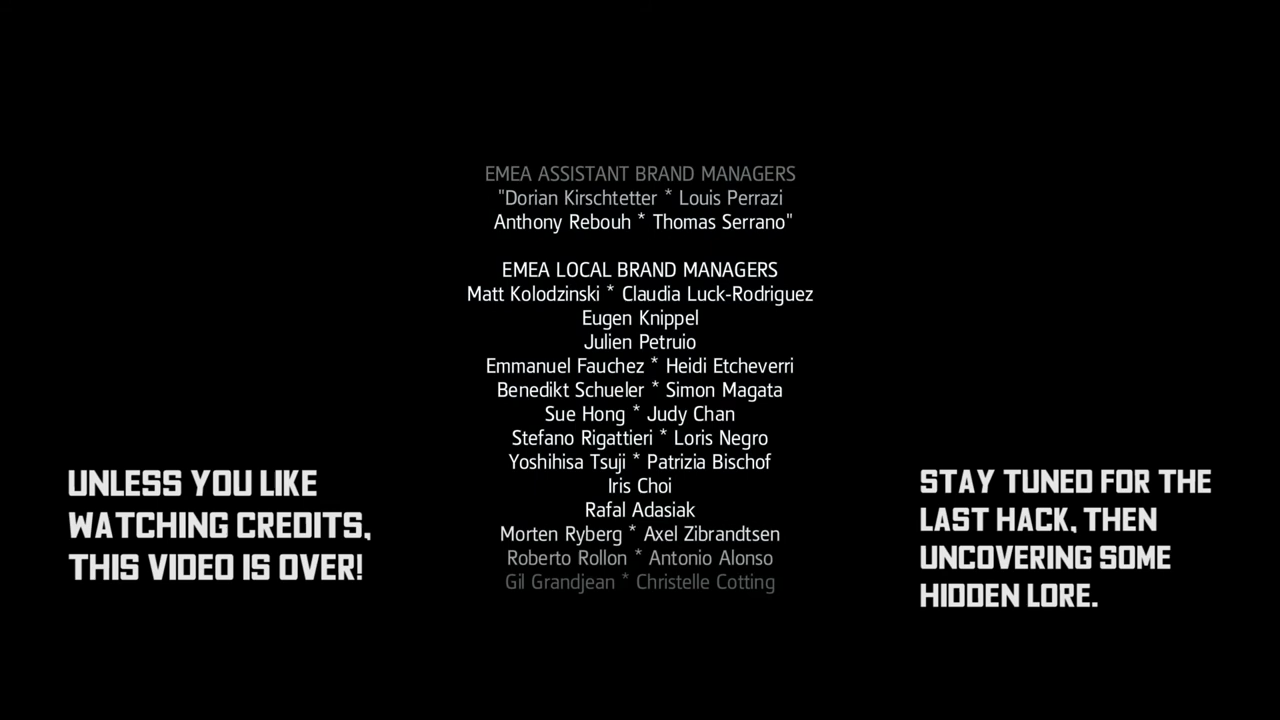 EMEA ASSISTANT BRAND MANAGERS
"Dorian Kirschtetter * Louis Perrazi
Anthony Rebouh * Thomas Serrano"
EMEA LOCAL BRAND MANAGERS
Matt Kolodzinski * Claudia Luck-Rodriguez
Eugen Knippel
Julien Petruio
Emmanuel Fauchez * Heidi Etcheverri
Benedikt Schueler * Simon Magata
Sue Hong * Judy Chan
Stefano Rigattieri * Loris Negro
Yoshihisa Tsuji * Patrizia Bischof
Iris Choi
Rafal Adasiak
Morten Ryberg * Axel Zibrandtsen
Roberto Rollon * Antonio Alonso
Gil Grandjean * Christelle Cotting
UNLESS YOU LIKE
WATCHING CREDITS,
THIS VIDEO IS OVER!
STAY TUNED FOR THE
LAST HACK, THEN
UNCOVERING SOME
HIDDEN LORE.